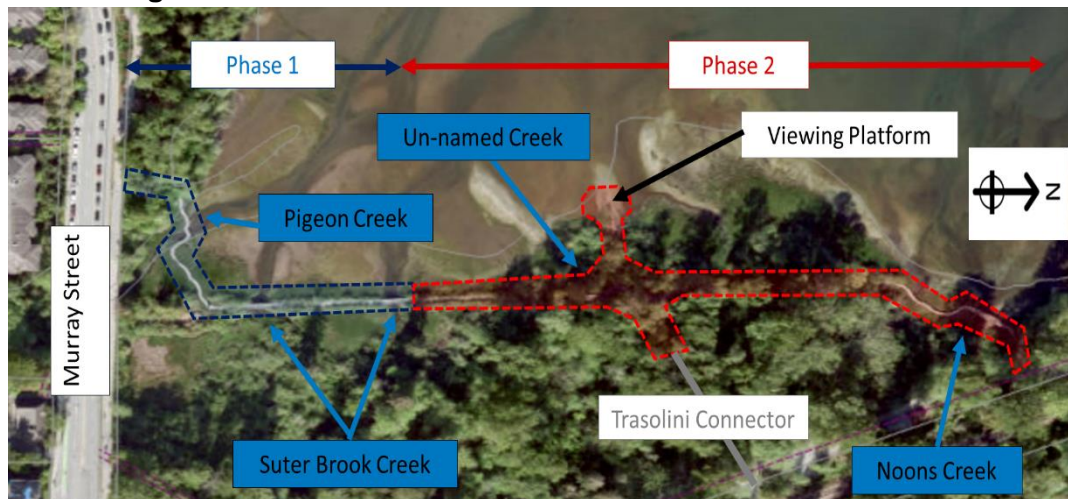 Phase 1
Phase 2
Un-named Creek
Viewing Platform
Pigeon Creek
N
Murray Street
Suter Brook Creek
Trasolini Connector
Noons Creek